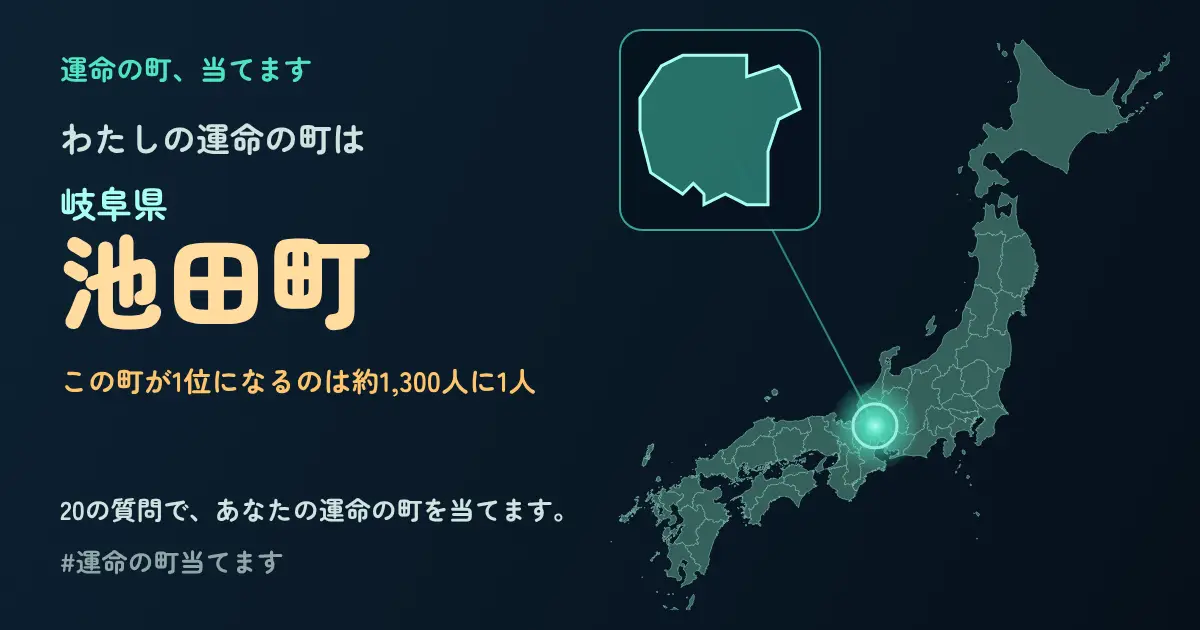 運命の町、当てます
わたしの運命の町は
岐阜県
池田町
この町が1位になるのは約1,300人に1人
20の質問で、あなたの運命の町を当てます。
#運命の町当てます